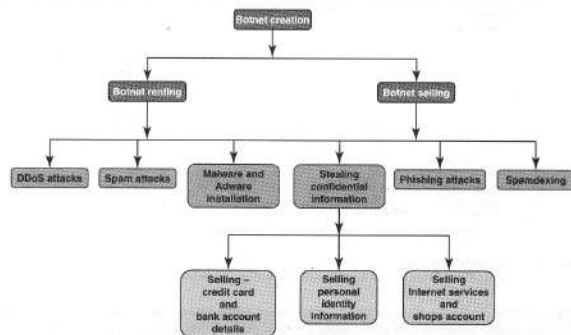 Botnet creation
Botnet renting
Botnet selling
DDoS attacks
Spam attacks
Malware and
Adware
installation
Stealing
confidential
information
Phishing attacks
Spamdexing
Selling –
credit card
and
bank account
details
Selling
personal
identity
information
Selling
Internet services
and
shops account